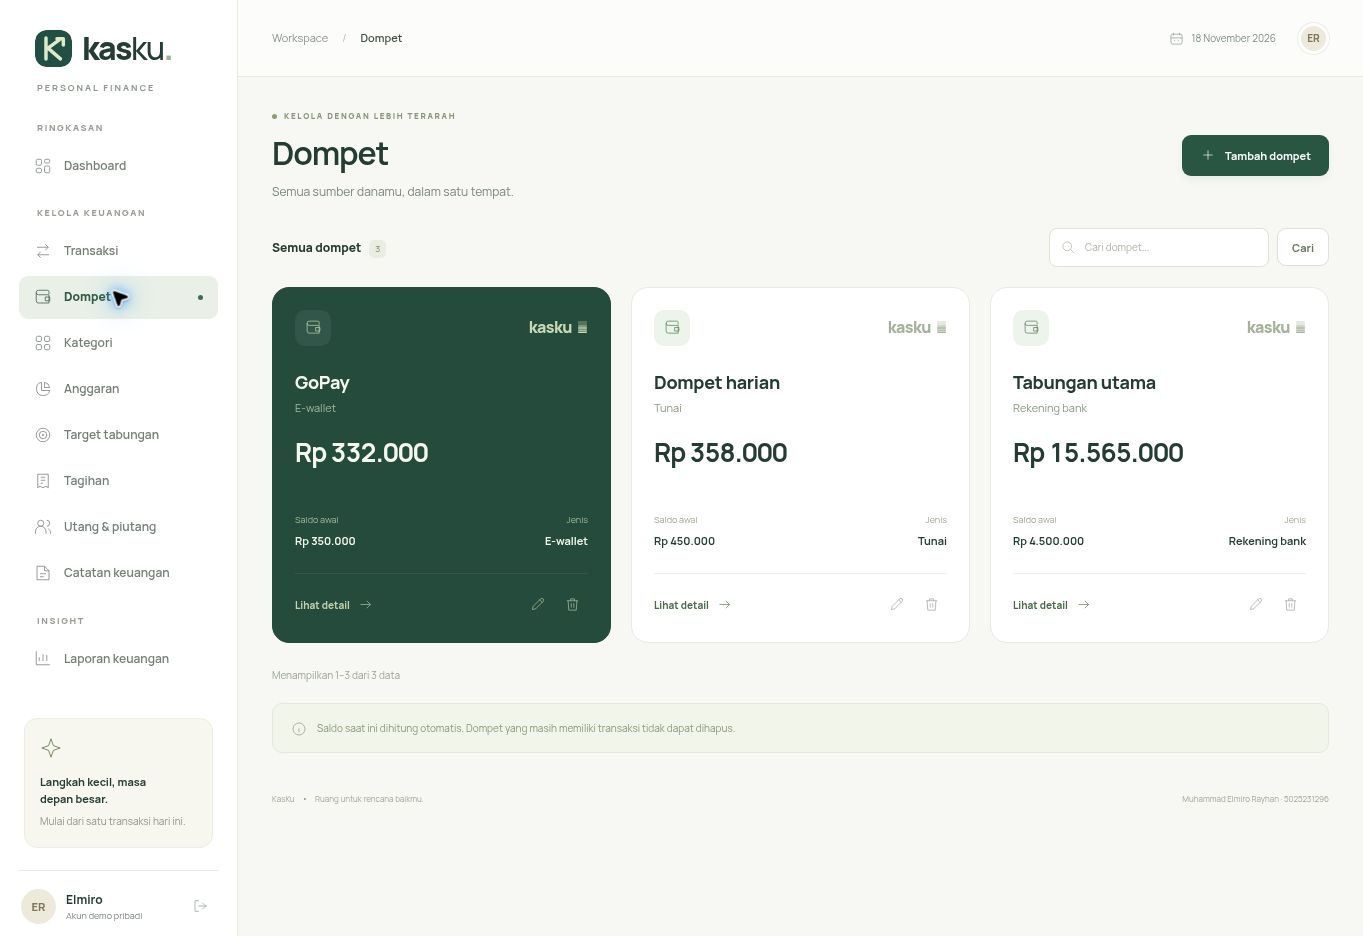 kasku.
PERSONAL FINANCE
RINGKASAN
Dashboard
KELOLA KEUANGAN
Transaksi
Dompet
Kategori
Anggaran
Target tabungan
Tagihan
Utang & piutang
Catatan keuangan
INSIGHT
Laporan keuangan
Langkah kecil, masa
depan besar.
Mulai dari satu transaksi hari ini.
ER
Elmiro
Akun demo pribadi
Workspace / Dompet
18 November 2026
ER
KELOLA DENGAN LEBIH TERARAH
Dompet
Semua sumber danamu, dalam satu tempat.
Tambah dompet
Semua dompet 3
Cari dompet...
Cari
kasku
GoPay
E-wallet
Rp 332.000
Saldo awal Jenis
Rp 350.000 E-wallet
Lihat detail
kasku
Dompet harian
Tunai
Rp 358.000
Saldo awal Jenis
Rp 450.000 Tunai
Lihat detail
kasku
Tabungan utama
Rekening bank
Rp 15.565.000
Saldo awal Jenis
Rp 4.500.000 Rekening bank
Lihat detail
Menampilkan 1–3 dari 3 data
Saldo saat ini dihitung otomatis. Dompet yang masih memiliki transaksi tidak dapat dihapus.
KasKu • Ruang untuk rencana baikmu.
Muhammad Elmiro Rayhan · 5025231296